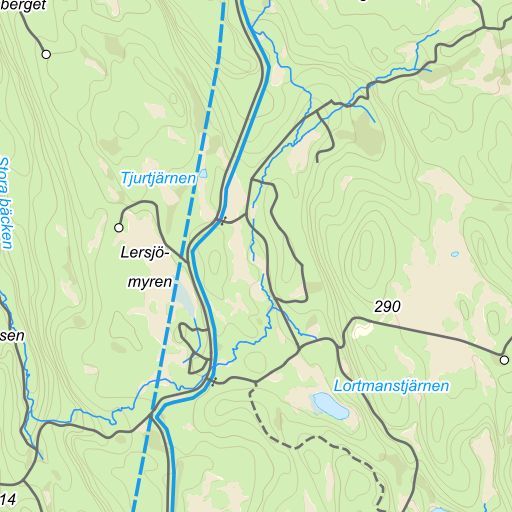 berget
Tjurtjärnen
Stora bäcken
Lersjö-
myren
290
sen
Lortmanstjärnen
14